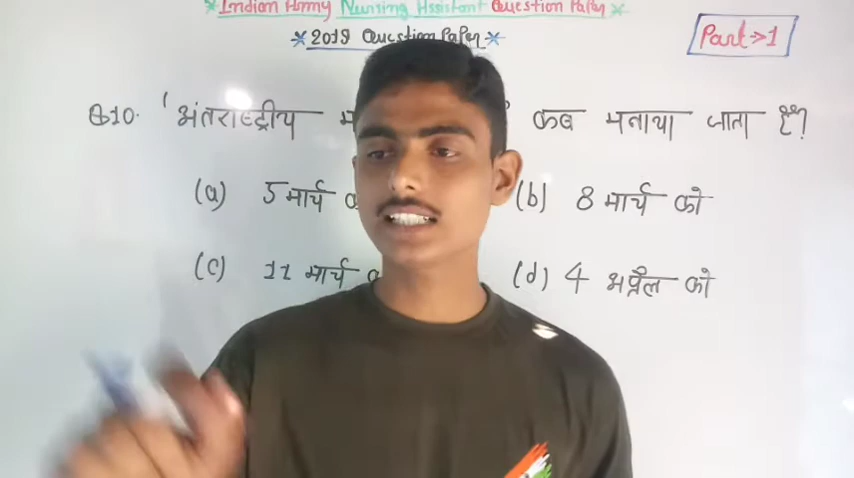 * Indian Army Nursing Assistant Question Paper *
* 2019 Question Paper *
Part > 1
Q10. ' अंतराष्ट्रीय ' कब मनाया जाता है?
(a) 5 मार्च
(b) 8 मार्च को
(c) 11 मार्च
(d) 4 अप्रैल को